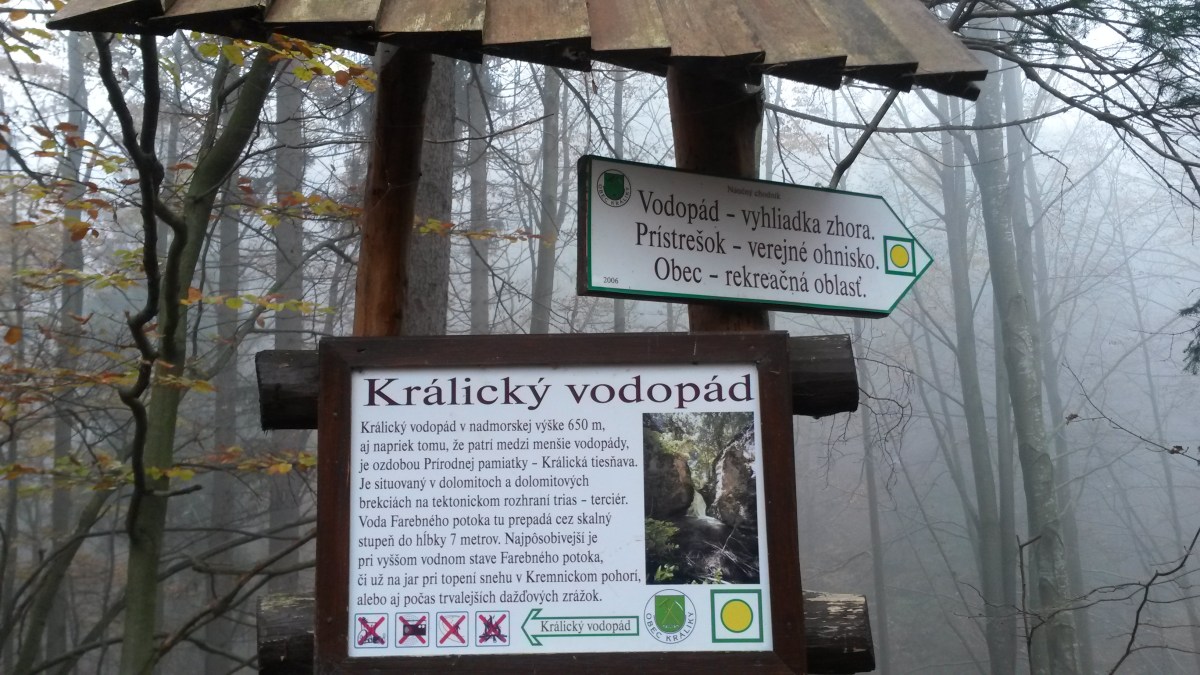 Náučný chodník
Vodopád - vyhliadka zhora.
Prístrešok - verejné ohnisko.
Obec - rekreačná oblasť.
2006
OBEC KRÁLIKY
Králický vodopád
Králický vodopád v nadmorskej výške 650 m,
aj napriek tomu, že patrí medzi menšie vodopády,
je ozdobou Prírodnej pamiatky - Králická tiesňava.
Je situovaný v dolomitoch a dolomitových
brekciách na tektonickom rozhraní trias - terciér.
Voda Farebného potoka tu prepadá cez skalný
stupeň do hĺbky 7 metrov. Najpôsobivejší je
pri vyššom vodnom stave Farebného potoka,
či už na jar pri topení snehu v Kremnickom pohorí,
alebo aj počas trvalejších dažďových zrážok.
Králický vodopád
OBEC KRÁLIKY